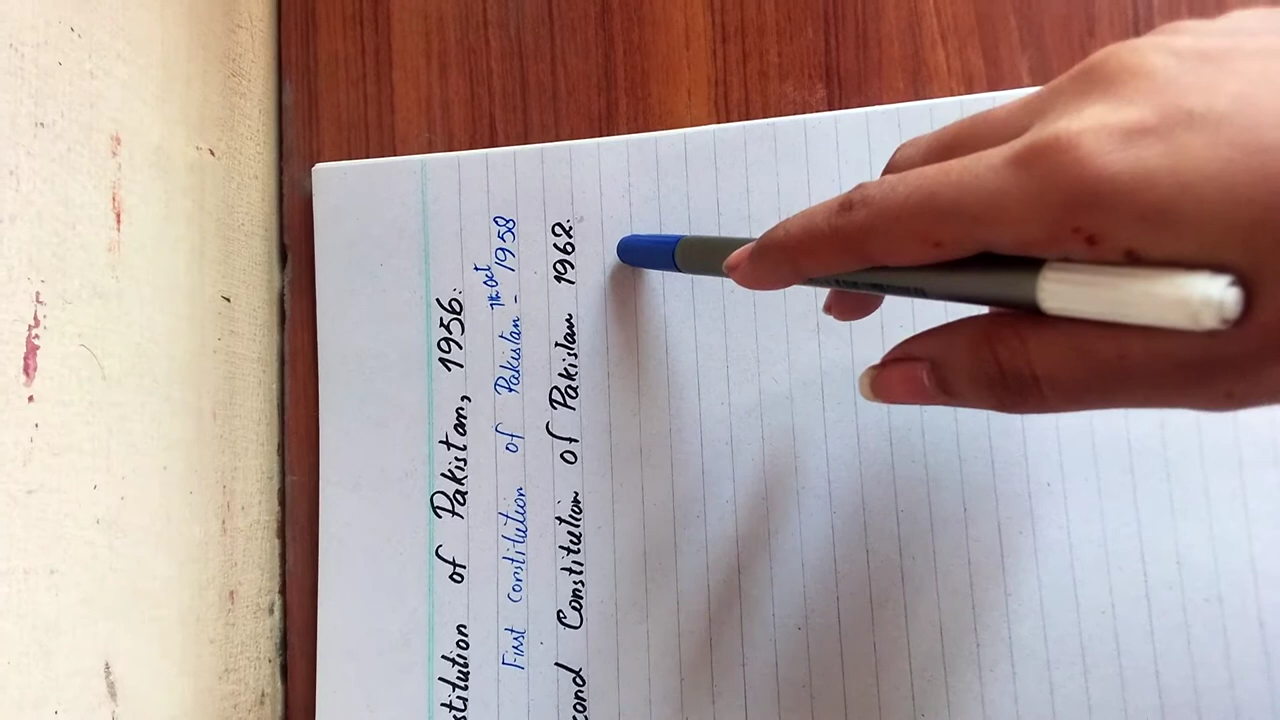 stitution of Pakistan, 1956:
First constitution of Pakistan - 7th Oct 1958
cond Constitution of Pakistan 1962.